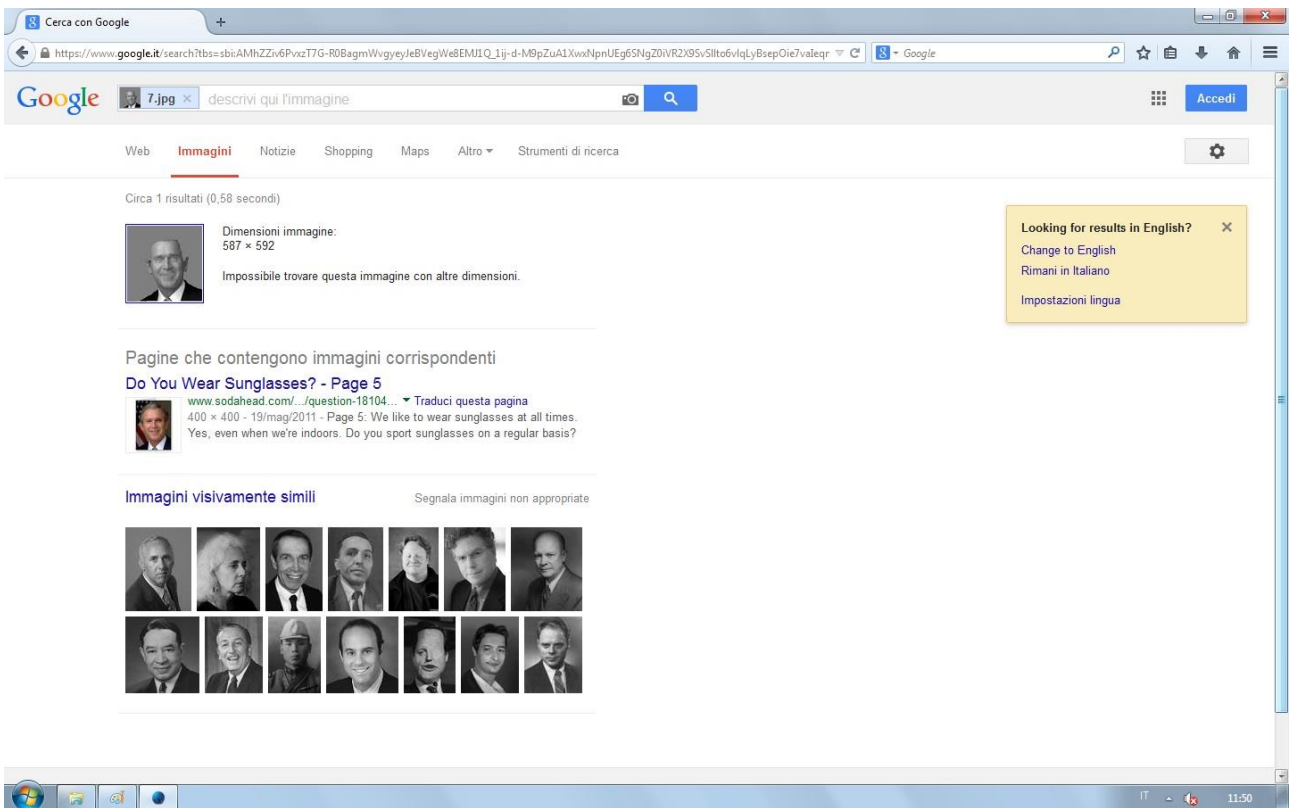 Cerca con Google
https://www.google.it/search?tbs=sbi:AMhZZiv6PvxzT7G-R0BagmWvgyeyJeBVegWe8EMJ1Q_1ij-d-M9pZuA1XwxNpnUEg6SNgZ0iVR2X9SvSIlto6vlqLyBsepOie7valeqr
Google
Google
7.jpg
descrivi qui l'immagine
Accedi
Web Immagini Notizie Shopping Maps Altro Strumenti di ricerca
Circa 1 risultati (0,58 secondi)
Dimensioni immagine:
587 × 592
Impossibile trovare questa immagine con altre dimensioni.
Looking for results in English?
Change to English
Rimani in Italiano
Impostazioni lingua
Pagine che contengono immagini corrispondenti
Do You Wear Sunglasses? - Page 5
www.sodahead.com/.../question-18104... Traduci questa pagina
400 × 400 - 19/mag/2011 - Page 5: We like to wear sunglasses at all times.
Yes, even when we're indoors. Do you sport sunglasses on a regular basis?
Immagini visivamente simili
Segnala immagini non appropriate
IT
11:50